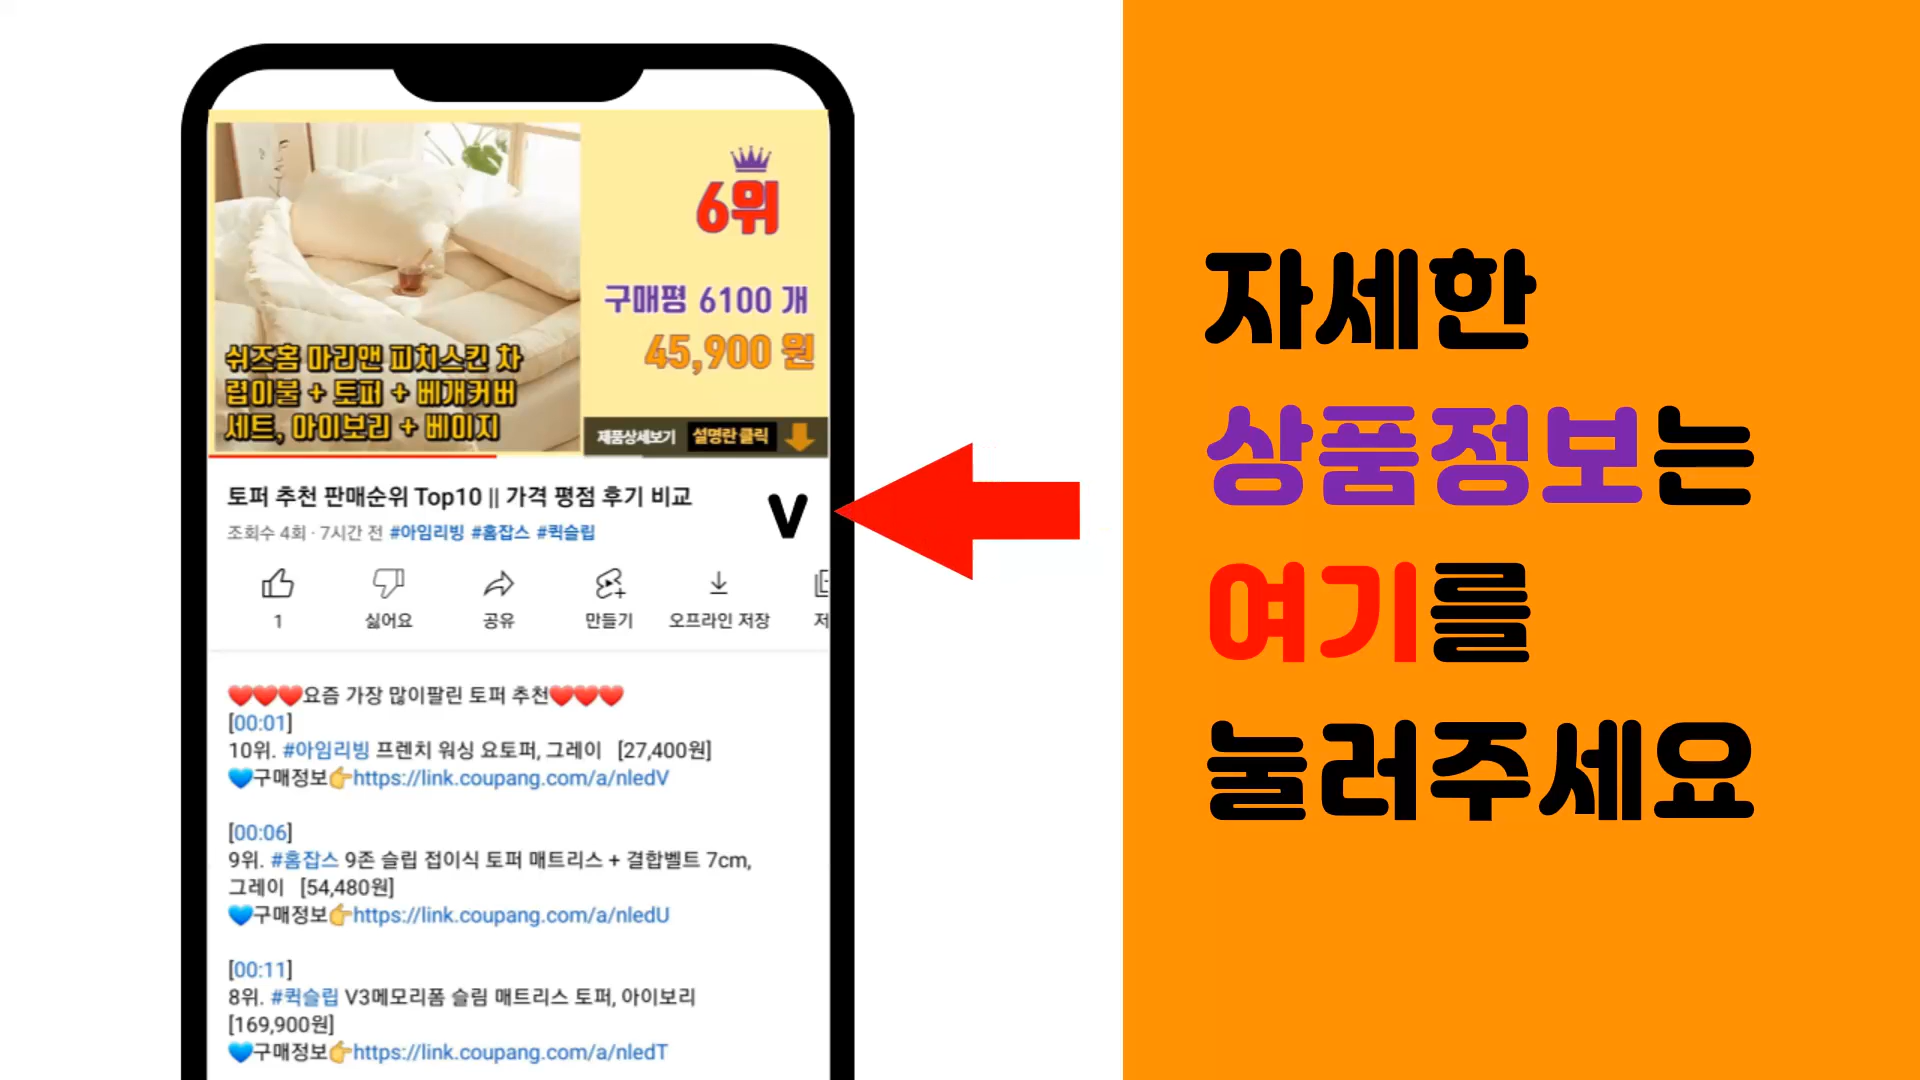 6위
구매평 6100 개
45,900 원
쉬즈홈 마리앤 피치스킨 차
렵이불 + 토퍼 + 베개커버
세트, 아이보리 + 베이지
제품상세보기 설명란 클릭
토퍼 추천 판매순위 Top10 || 가격 평점 후기 비교
V
조회수 4회 · 7시간 전 #아임리빙 #홈잡스 #퀵슬립
1 싫어요 공유 만들기 오프라인 저장 저
❤️❤️❤️요즘 가장 많이팔린 토퍼 추천❤️❤️❤️
[00:01]
10위. #아임리빙 프렌치 워싱 요토퍼, 그레이 [27,400원]
💙구매정보👉https://link.coupang.com/a/nledV
[00:06]
9위. #홈잡스 9존 슬립 접이식 토퍼 매트리스 + 결합벨트 7cm,
그레이 [54,480원]
💙구매정보👉https://link.coupang.com/a/nledU
[00:11]
8위. #퀵슬립 V3메모리폼 슬림 매트리스 토퍼, 아이보리
[169,900원]
💙구매정보👉https://link.coupang.com/a/nledT
자세한
상품정보는
여기를
눌러주세요